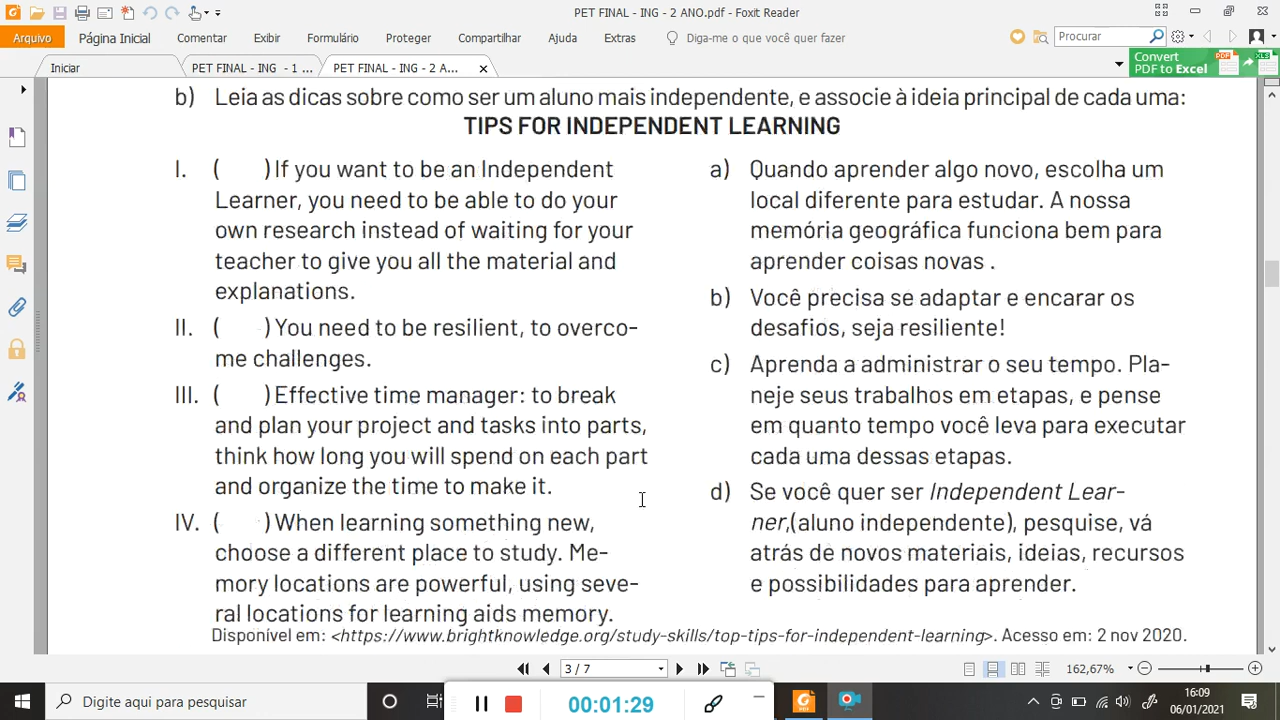 PET FINAL - ING - 2 ANO.pdf - Foxit Reader
Arquivo Página Inicial Comentar Exibir Formulário Proteger Compartilhar Ajuda Extras Diga-me o que você quer fazer Procurar
Iniciar PET FINAL - ING - 1 ... PET FINAL - ING - 2 A... Convert PDF to Excel PDF XLS
b) Leia as dicas sobre como ser um aluno mais independente, e associe à ideia principal de cada uma:
TIPS FOR INDEPENDENT LEARNING
I. ( ) If you want to be an Independent
Learner, you need to be able to do your
own research instead of waiting for your
teacher to give you all the material and
explanations.
II. ( ) You need to be resilient, to overco-
me challenges.
III. ( ) Effective time manager: to break
and plan your project and tasks into parts,
think how long you will spend on each part
and organize the time to make it.
IV. ( ) When learning something new,
choose a different place to study. Me-
mory locations are powerful, using seve-
ral locations for learning aids memory.
a) Quando aprender algo novo, escolha um
local diferente para estudar. A nossa
memória geográfica funciona bem para
aprender coisas novas .
b) Você precisa se adaptar e encarar os
desafios, seja resiliente!
c) Aprenda a administrar o seu tempo. Pla-
neje seus trabalhos em etapas, e pense
em quanto tempo você leva para executar
cada uma dessas etapas.
d) Se você quer ser Independent Lear-
ner,(aluno independente), pesquise, vá
atrás de novos materiais, ideias, recursos
e possibilidades para aprender.
Disponível em: <https://www.brightknowledge.org/study-skills/top-tips-for-independent-learning>. Acesso em: 2 nov 2020.
3 / 7 162,67%
Digite aqui para pesquisar 00:01:29 16:09
06/01/2021